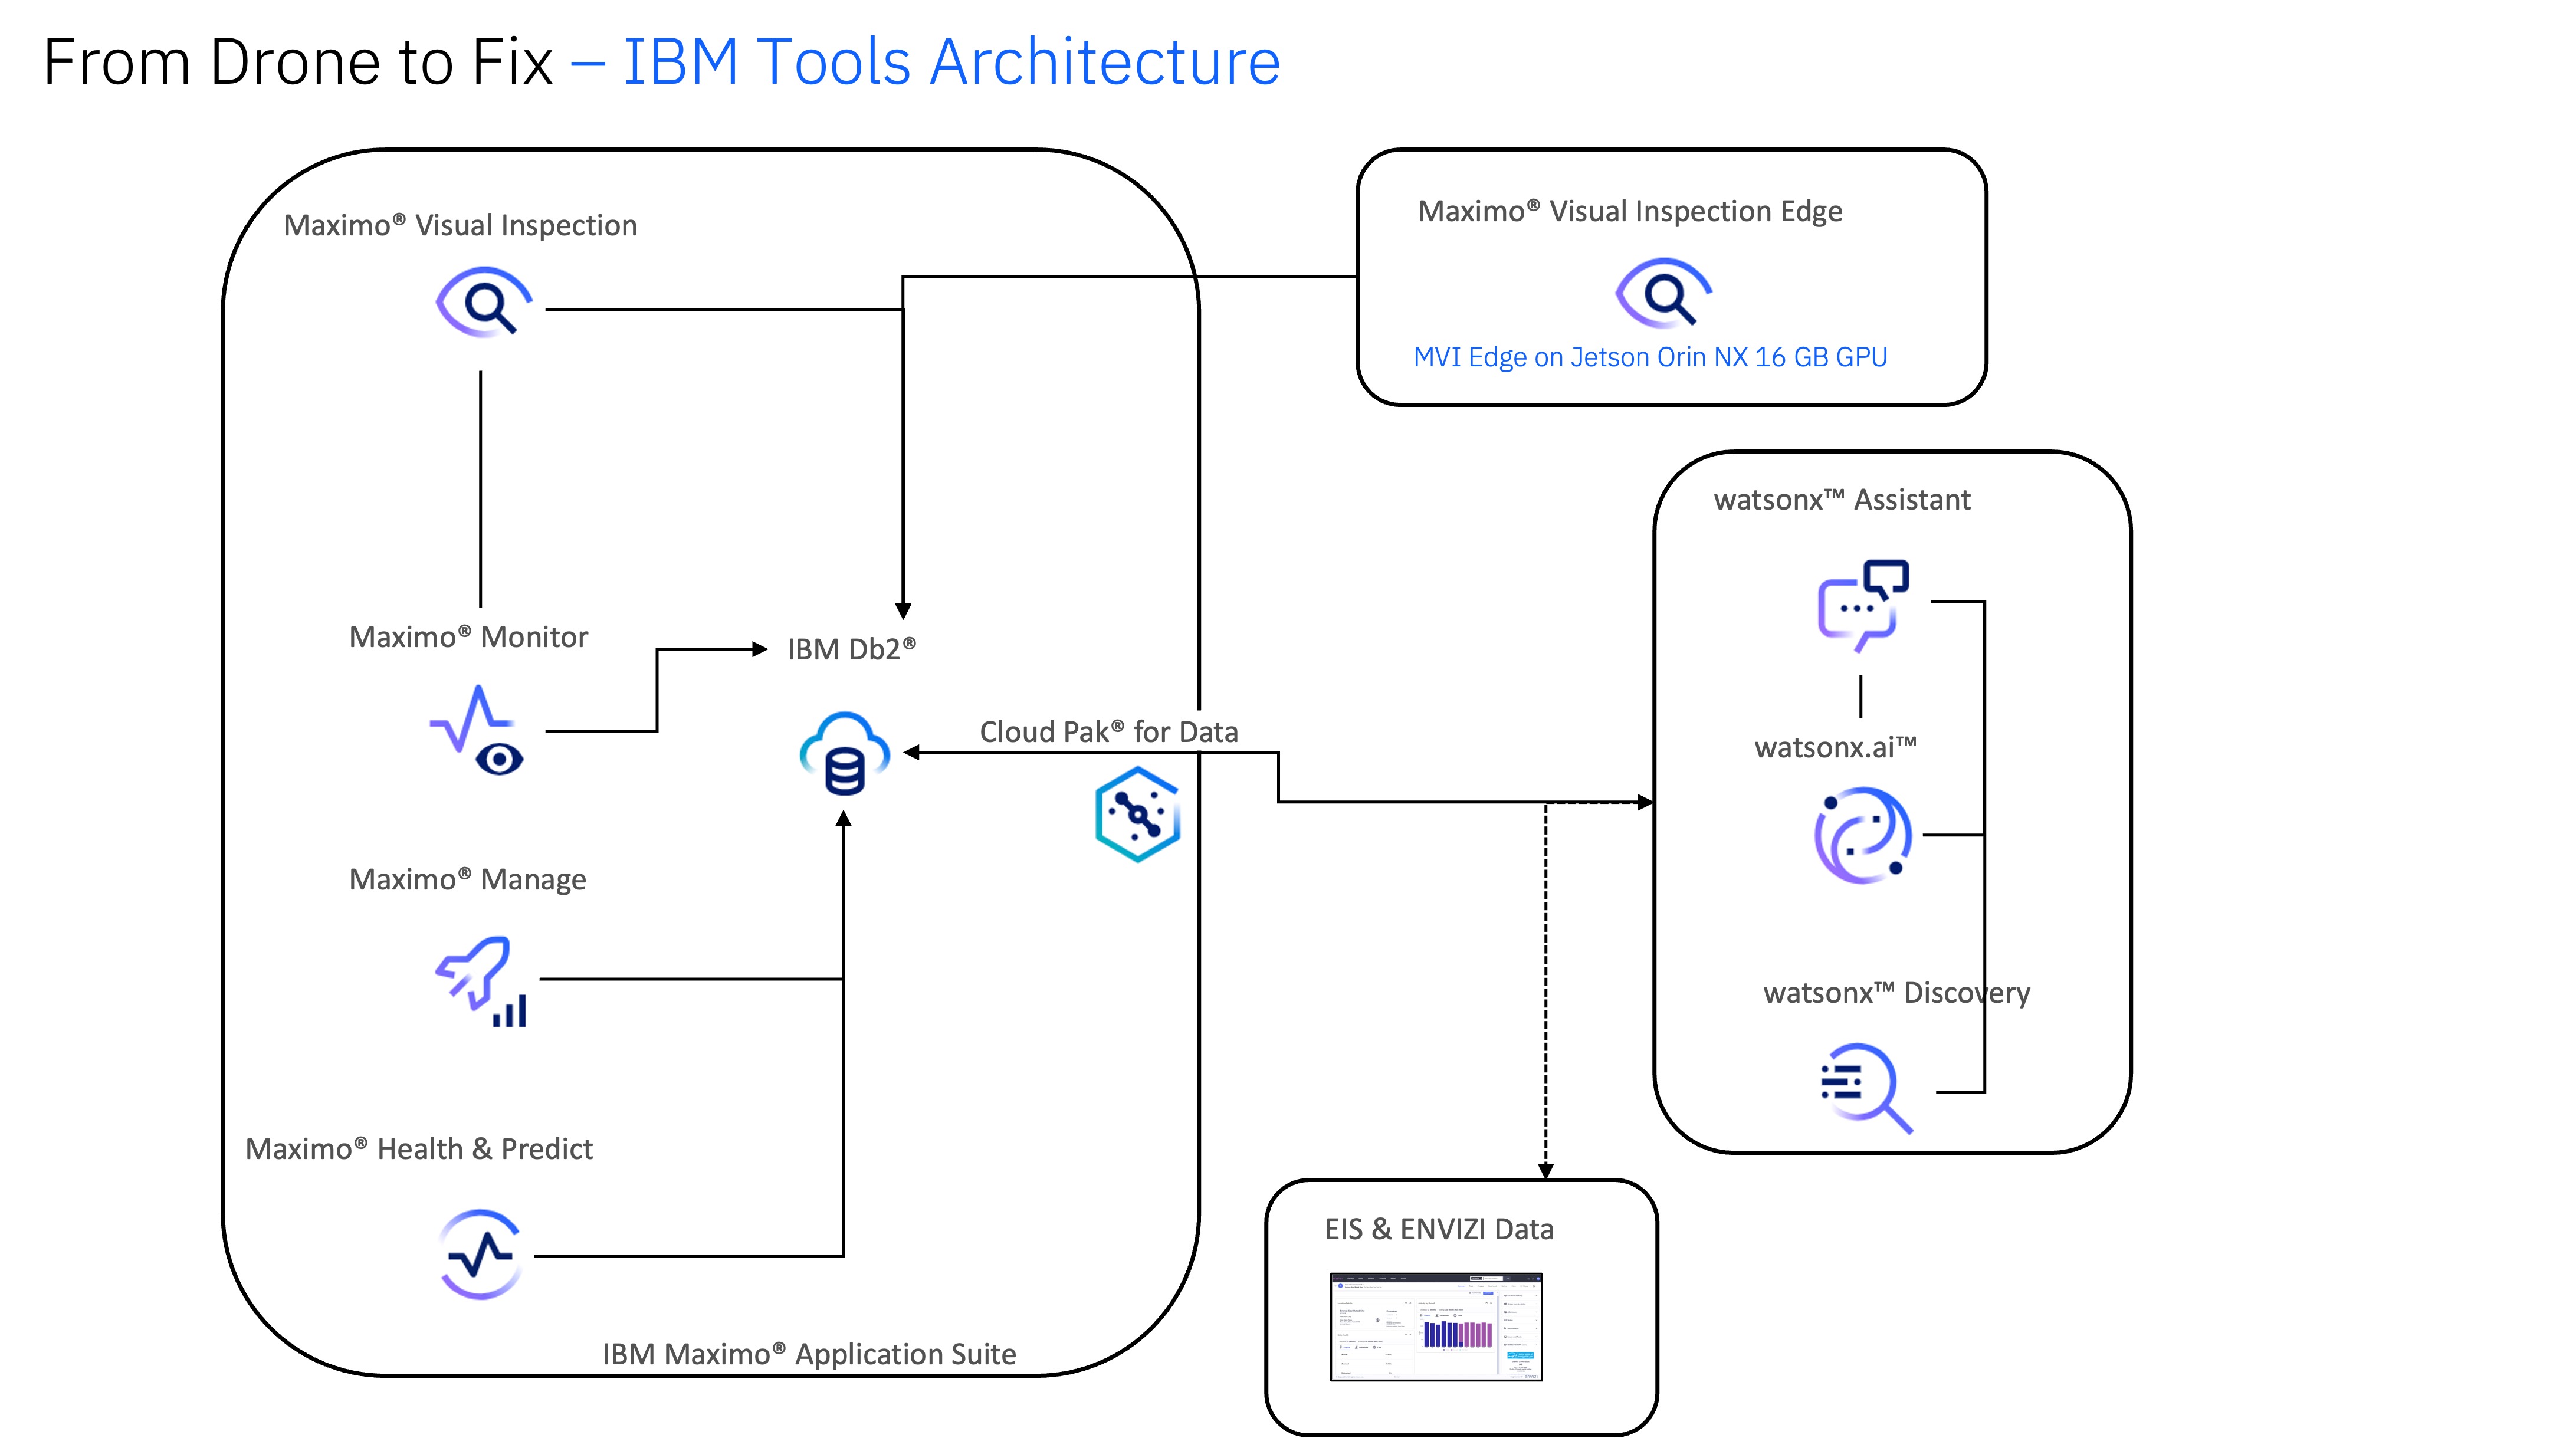 From Drone to Fix – IBM Tools Architecture
Maximo® Visual Inspection
Maximo® Visual Inspection Edge
MVI Edge on Jetson Orin NX 16 GB GPU
watsonx™ Assistant
Maximo® Monitor
IBM Db2®
Cloud Pak® for Data
watsonx.ai™
Maximo® Manage
watsonx™ Discovery
Maximo® Health & Predict
EIS & ENVIZI Data
IBM Maximo® Application Suite